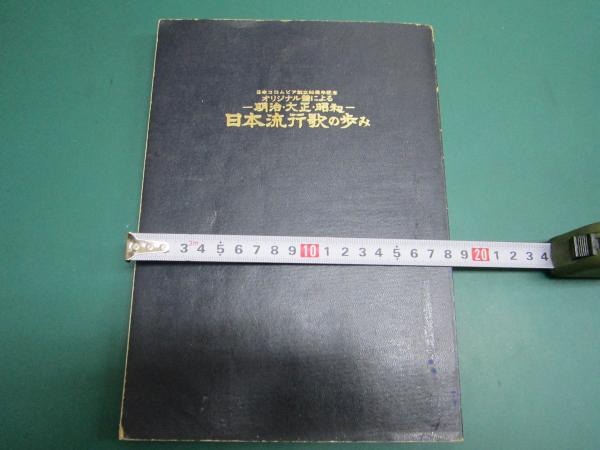 日本コロムビア創立60周年記念
オリジナル盤による
―明治・大正・昭和―
日本流行歌の歩み
3m
3 4 5 6 7 8 9 10 1 2 3 4 5 6 7 8 9 20 1 2 3 4